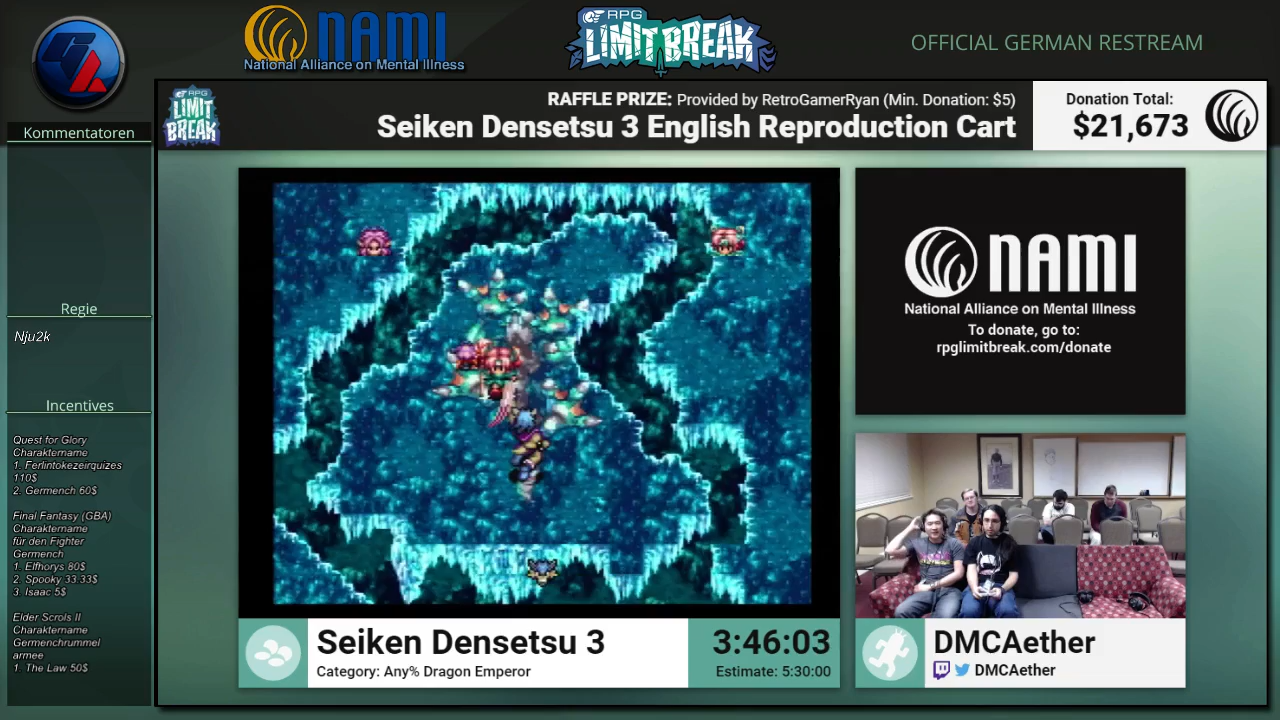 NAMI
National Alliance on Mental Illness
RPG
LIMIT BREAK
OFFICIAL GERMAN RESTREAM
Kommentatoren
Regie
Nju2k
Incentives
Quest for Glory
Charaktername
1. Ferlintokezeirquizes
110$
2. Germench 60$
Final Fantasy (GBA)
Charaktername
für den Fighter
Germench
1. Elfhorys 80$
2. Spooky 33.33$
3. Isaac 5$
Elder Scrolls II
Charaktername
Germenchrummel
armee
1. The Law 50$
RPG
LIMIT
BREAK
RAFFLE PRIZE: Provided by RetroGamerRyan (Min. Donation: $5)
Seiken Densetsu 3 English Reproduction Cart
Donation Total:
$21,673
NAMI
National Alliance on Mental Illness
To donate, go to:
rpglimitbreak.com/donate
Seiken Densetsu 3
Category: Any% Dragon Emperor
3:46:03
Estimate: 5:30:00
DMCAether
DMCAether